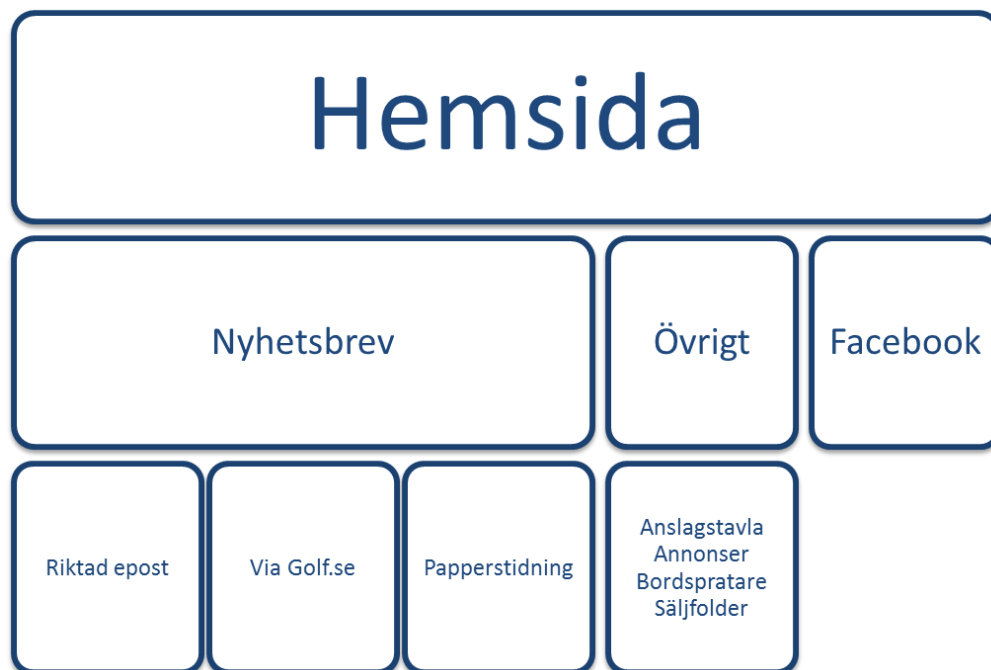 Hemsida
Nyhetsbrev
Övrigt
Facebook
Riktad epost
Via Golf.se
Papperstidning
Anslagstavla
Annonser
Bordspratare
Säljfolder